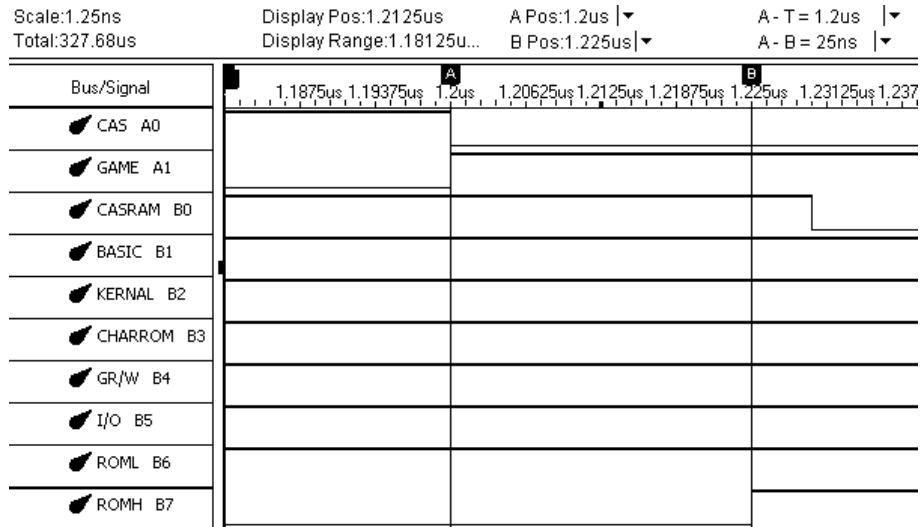 Scale:1.25ns Display Pos:1.2125us A Pos:1.2us A - T = 1.2us
Total:327.68us Display Range:1.18125u... B Pos:1.225us A - B = 25ns
A B
Bus/Signal 1.1875us 1.19375us 1.2us 1.20625us 1.2125us 1.21875us 1.225us 1.23125us 1.237
CAS A0
GAME A1
CASRAM B0
BASIC B1
KERNAL B2
CHARROM B3
GR/W B4
I/O B5
ROML B6
ROMH B7